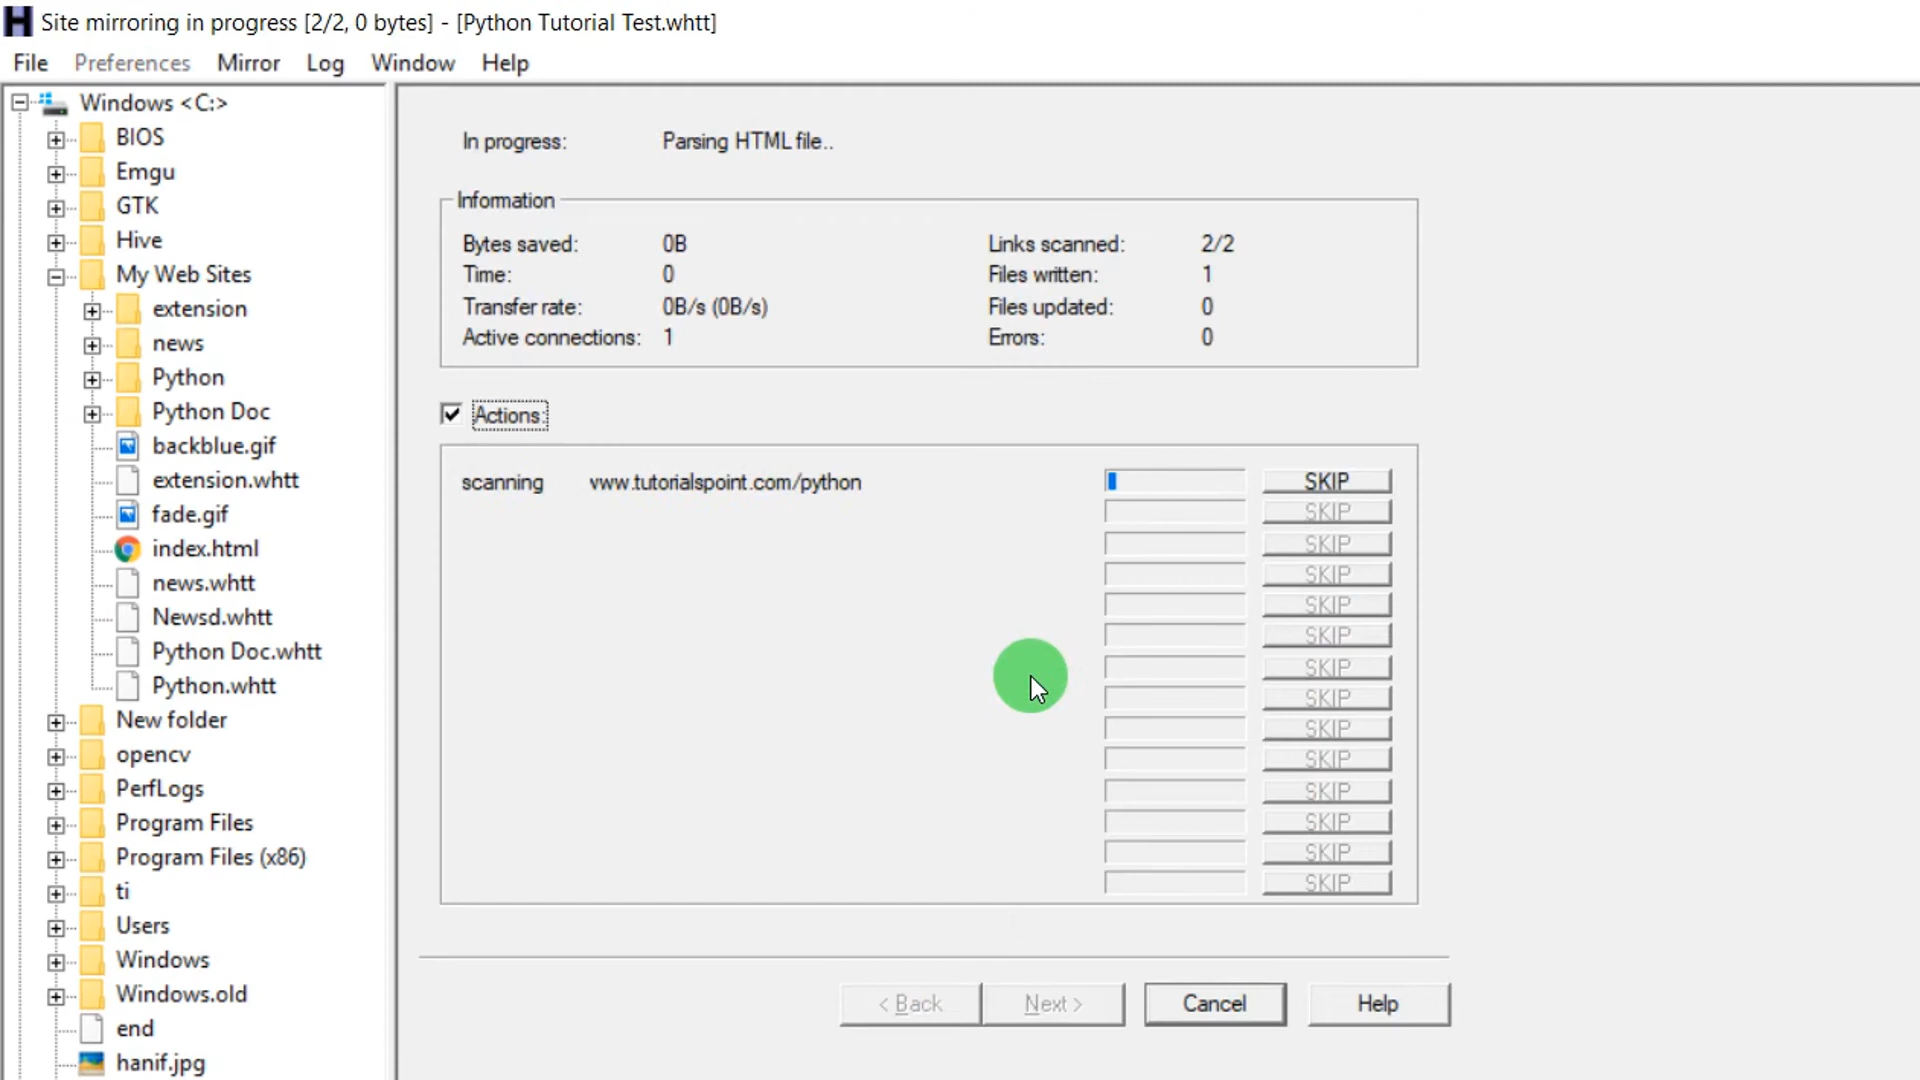 Site mirroring in progress [2/2, 0 bytes] - [Python Tutorial Test.whtt]
File Preferences Mirror Log Window Help
Windows <C:>
BIOS
Emgu
GTK
Hive
My Web Sites
extension
news
Python
Python Doc
backblue.gif
extension.whtt
fade.gif
index.html
news.whtt
Newsd.whtt
Python Doc.whtt
Python.whtt
New folder
opencv
PerfLogs
Program Files
Program Files (x86)
ti
Users
Windows
Windows.old
end
hanif.jpg
In progress: Parsing HTML file..
Information
Bytes saved: 0B Links scanned: 2/2
Time: 0 Files written: 1
Transfer rate: 0B/s (0B/s) Files updated: 0
Active connections: 1 Errors: 0
Actions:
scanning www.tutorialspoint.com/python SKIP
SKIP
SKIP
SKIP
SKIP
SKIP
SKIP
SKIP
SKIP
SKIP
SKIP
SKIP
SKIP
SKIP
< Back Next > Cancel Help